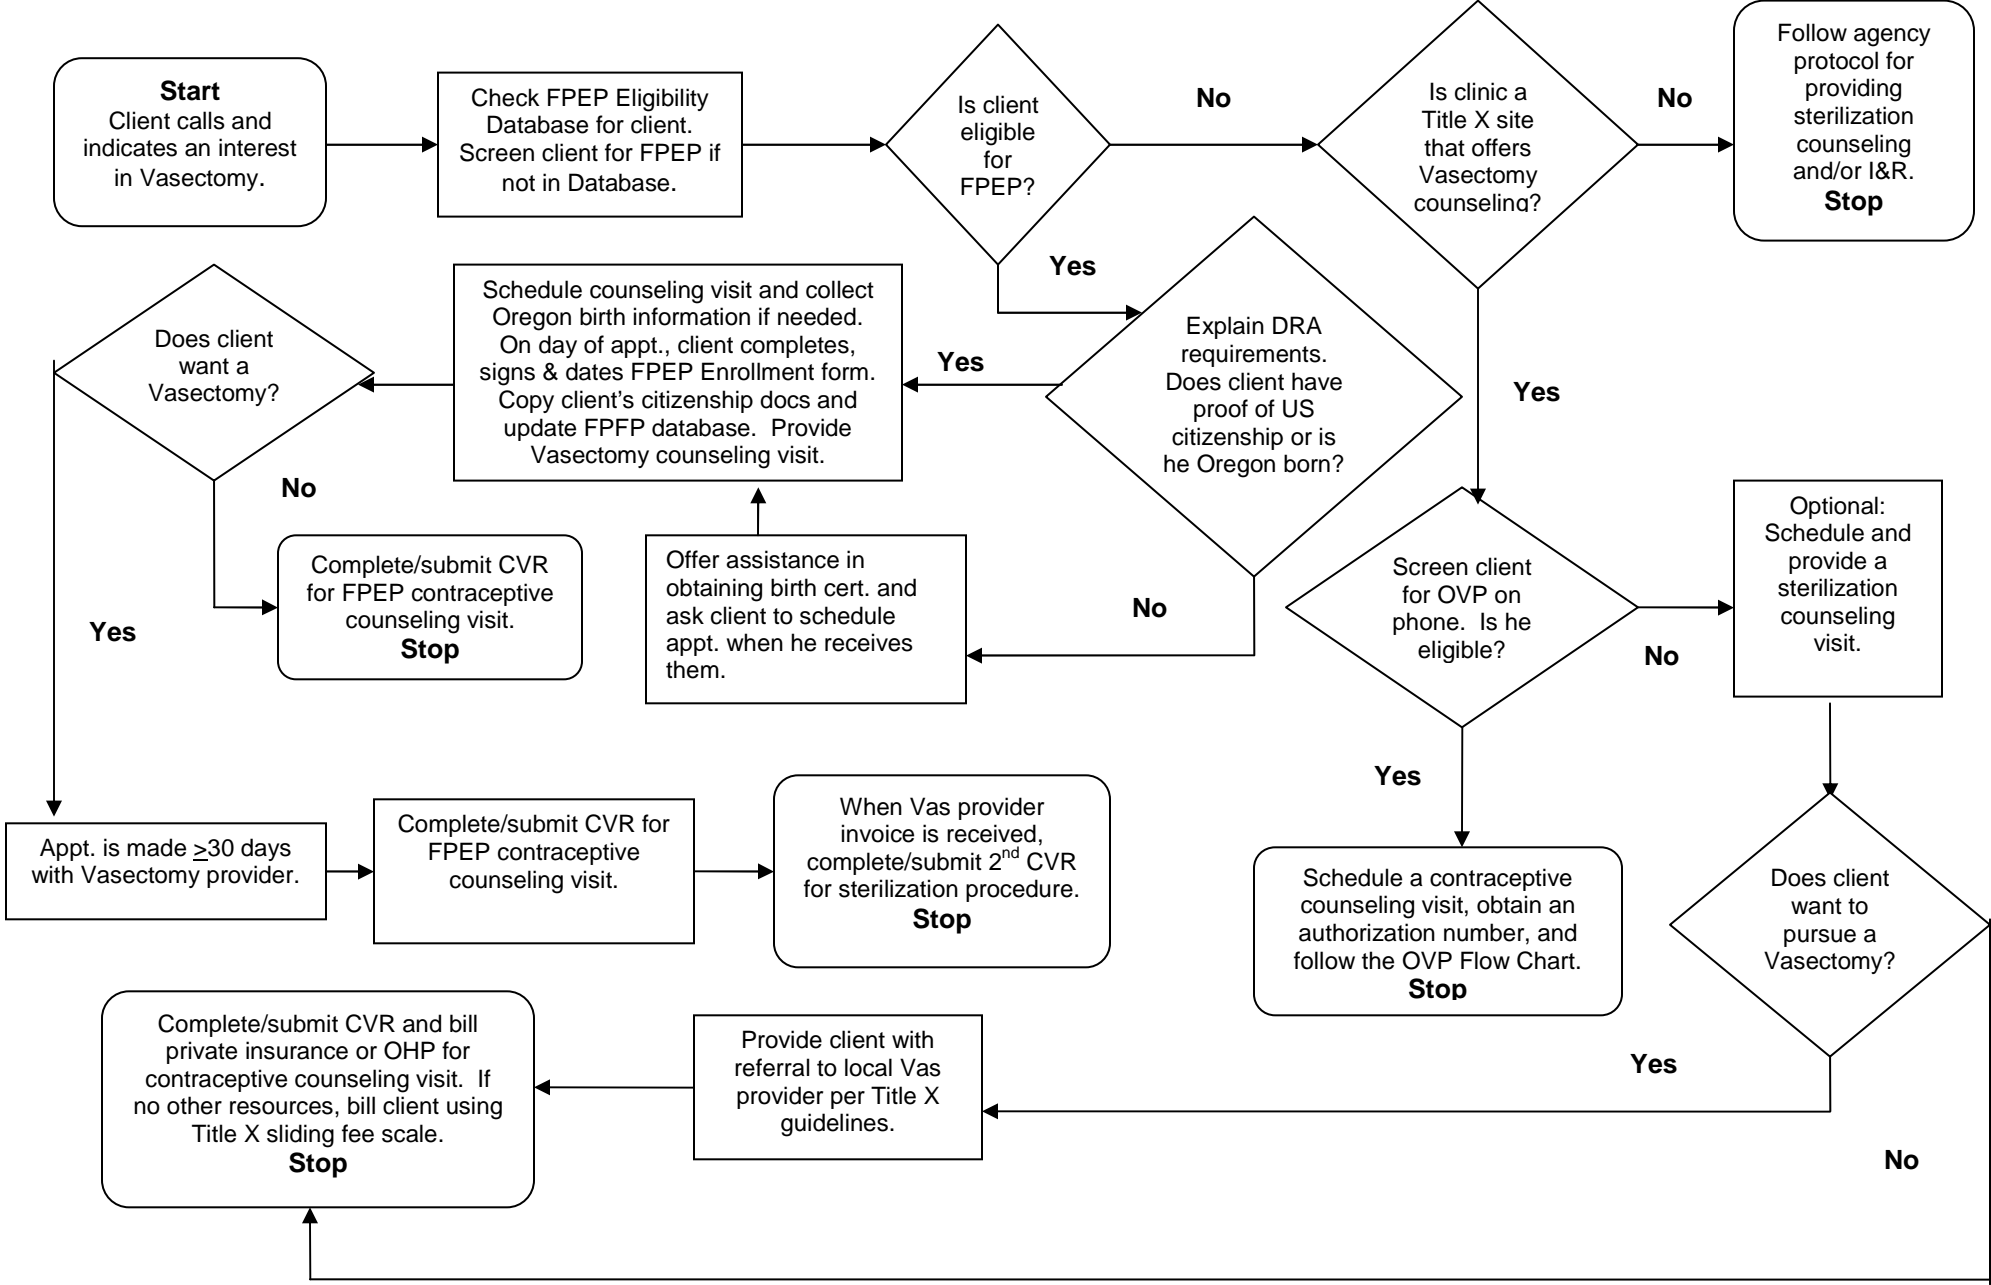 Start
Client calls and
indicates an interest
in Vasectomy.
Check FPEP Eligibility
Database for client.
Screen client for FPEP if
not in Database.
Is client
eligible
for
FPEP?
No
Is clinic a
Title X site
that offers
Vasectomy
counseling?
No
Follow agency
protocol for
providing
sterilization
counseling
and/or I&R.
Stop
Yes
Explain DRA
requirements.
Does client have
proof of US
citizenship or is
he Oregon born?
Yes
Schedule counseling visit and collect
Oregon birth information if needed.
On day of appt., client completes,
signs & dates FPEP Enrollment form.
Copy client’s citizenship docs and
update FPFP database.  Provide
Vasectomy counseling visit.
Does client
want a
Vasectomy?
No
Complete/submit CVR
for FPEP contraceptive
counseling visit.
Stop
Yes
Offer assistance in
obtaining birth cert. and
ask client to schedule
appt. when he receives
them.
No
Yes
Screen client
for OVP on
phone.  Is he
eligible?
No
Optional:
Schedule and
provide a
sterilization
counseling
visit.
Yes
Appt. is made >30 days
with Vasectomy provider.
Complete/submit CVR for
FPEP contraceptive
counseling visit.
When Vas provider
invoice is received,
complete/submit 2nd CVR
for sterilization procedure.
Stop
Schedule a contraceptive
counseling visit, obtain an
authorization number, and
follow the OVP Flow Chart.
Stop
Does client
want to
pursue a
Vasectomy?
Yes
No
Provide client with
referral to local Vas
provider per Title X
guidelines.
Complete/submit CVR and bill
private insurance or OHP for
contraceptive counseling visit.  If
no other resources, bill client using
Title X sliding fee scale.
Stop